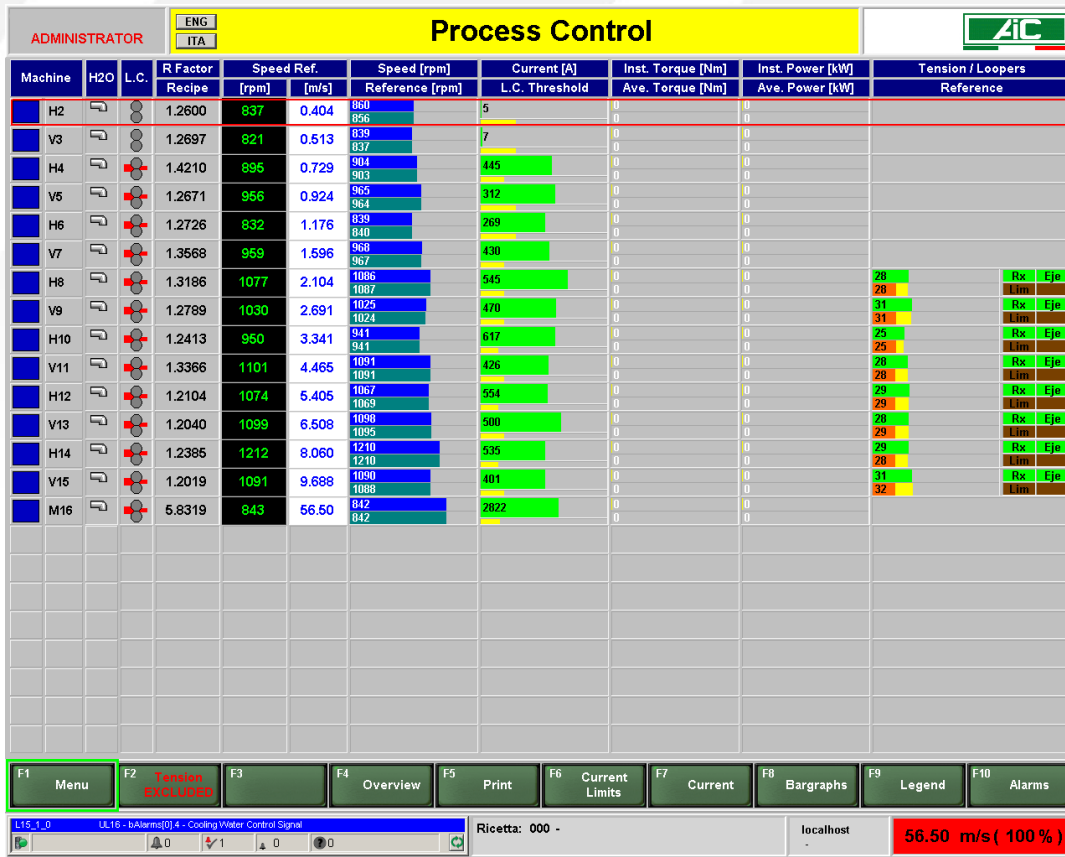 ADMINISTRATOR ENG ITA Process Control AIC
Machine H2O L.C. R Factor Speed Ref. Speed [rpm] Current [A] Inst. Torque [Nm] Inst. Power [kW] Tension / Loopers
Recipe [rpm] [m/s] Reference [rpm] L.C. Threshold Ave. Torque [Nm] Ave. Power [kW] Reference
H2 1.2600 837 0.404 860 5 0 0
856 0 0
V3 1.2697 821 0.513 839 7 0 0
837 0 0
H4 1.4210 895 0.729 904 445 0 0
903 0 0
V5 1.2671 956 0.924 965 312 0 0
964 0 0
H6 1.2726 832 1.176 839 269 0 0
840 0 0
V7 1.3568 959 1.596 968 430 0 0
967 0 0
H8 1.3186 1077 2.104 1086 545 0 0 28 Rx Eje
1087 0 0 28 Lim
V9 1.2789 1030 2.691 1025 470 0 0 31 Rx Eje
1024 0 0 31 Lim
H10 1.2413 950 3.341 941 617 0 0 25 Rx Eje
941 0 0 25 Lim
V11 1.3366 1101 4.465 1091 426 0 0 28 Rx Eje
1091 0 0 28 Lim
H12 1.2104 1074 5.405 1067 554 0 0 29 Rx Eje
1069 0 0 29 Lim
V13 1.2040 1099 6.508 1098 500 0 0 28 Rx Eje
1095 0 0 29 Lim
H14 1.2385 1212 8.060 1210 535 0 0 29 Rx Eje
1210 0 0 28 Lim
V15 1.2019 1091 9.688 1090 401 0 0 31 Rx Eje
1088 0 0 32 Lim
M16 5.8319 843 56.50 842 2822 0 0
842 0 0
F1 Menu F2 Tension EXCLUDED F3 F4 Overview F5 Print F6 Current Limits F7 Current F8 Bargraphs F9 Legend F10 Alarms
L15_1_0 UL16 - bAlarms[0].4 - Cooling Water Control Signal
0 1 0 0
Ricetta: 000 -
localhost
-
56.50 m/s ( 100 % )